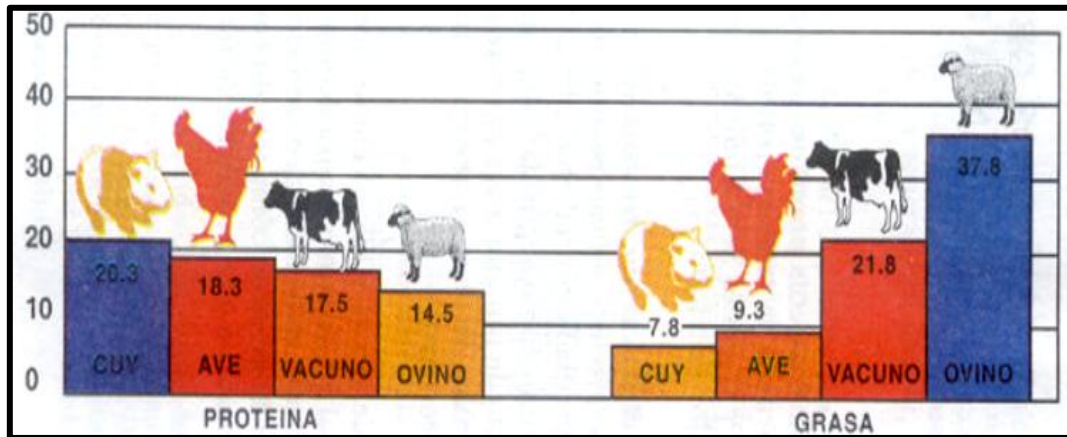 50
40
30
20
10
0
20.3
18.3
17.5
14.5
CUY
AVE
VACUNO
OVINO
PROTEINA
7.8
9.3
21.8
37.8
CUY
AVE
VACUNO
OVINO
GRASA